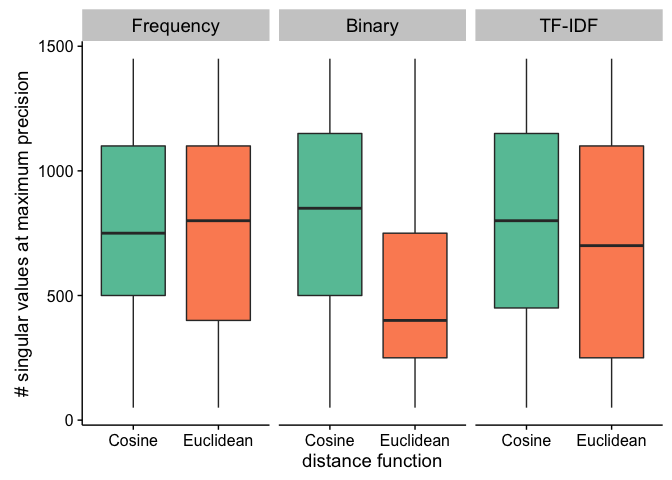 Frequency Binary TF-IDF
# singular values at maximum precision
1500
1000
500
0
Cosine Euclidean Cosine Euclidean Cosine Euclidean
distance function